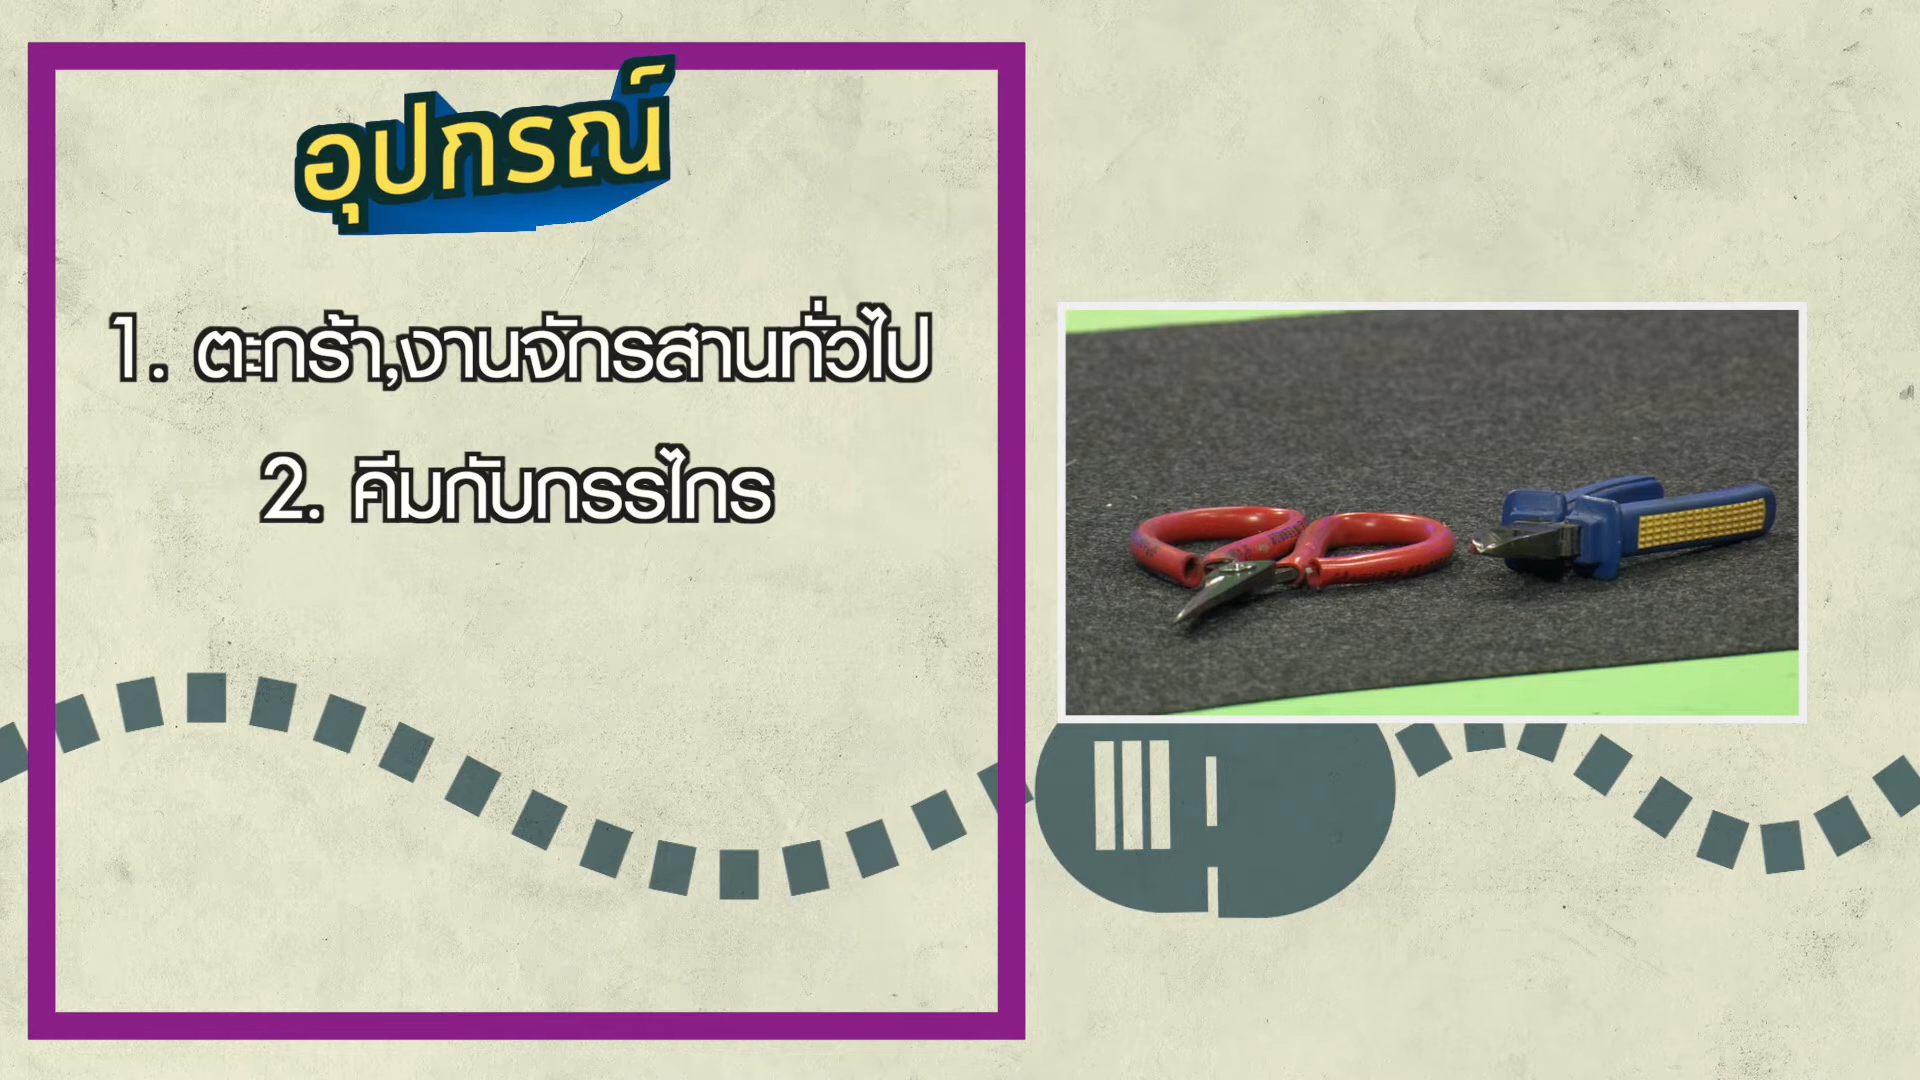 อุปกรณ์
1. ตะกร้า,งานจักรสานทั่วไป
2. คีมกับกรรไกร